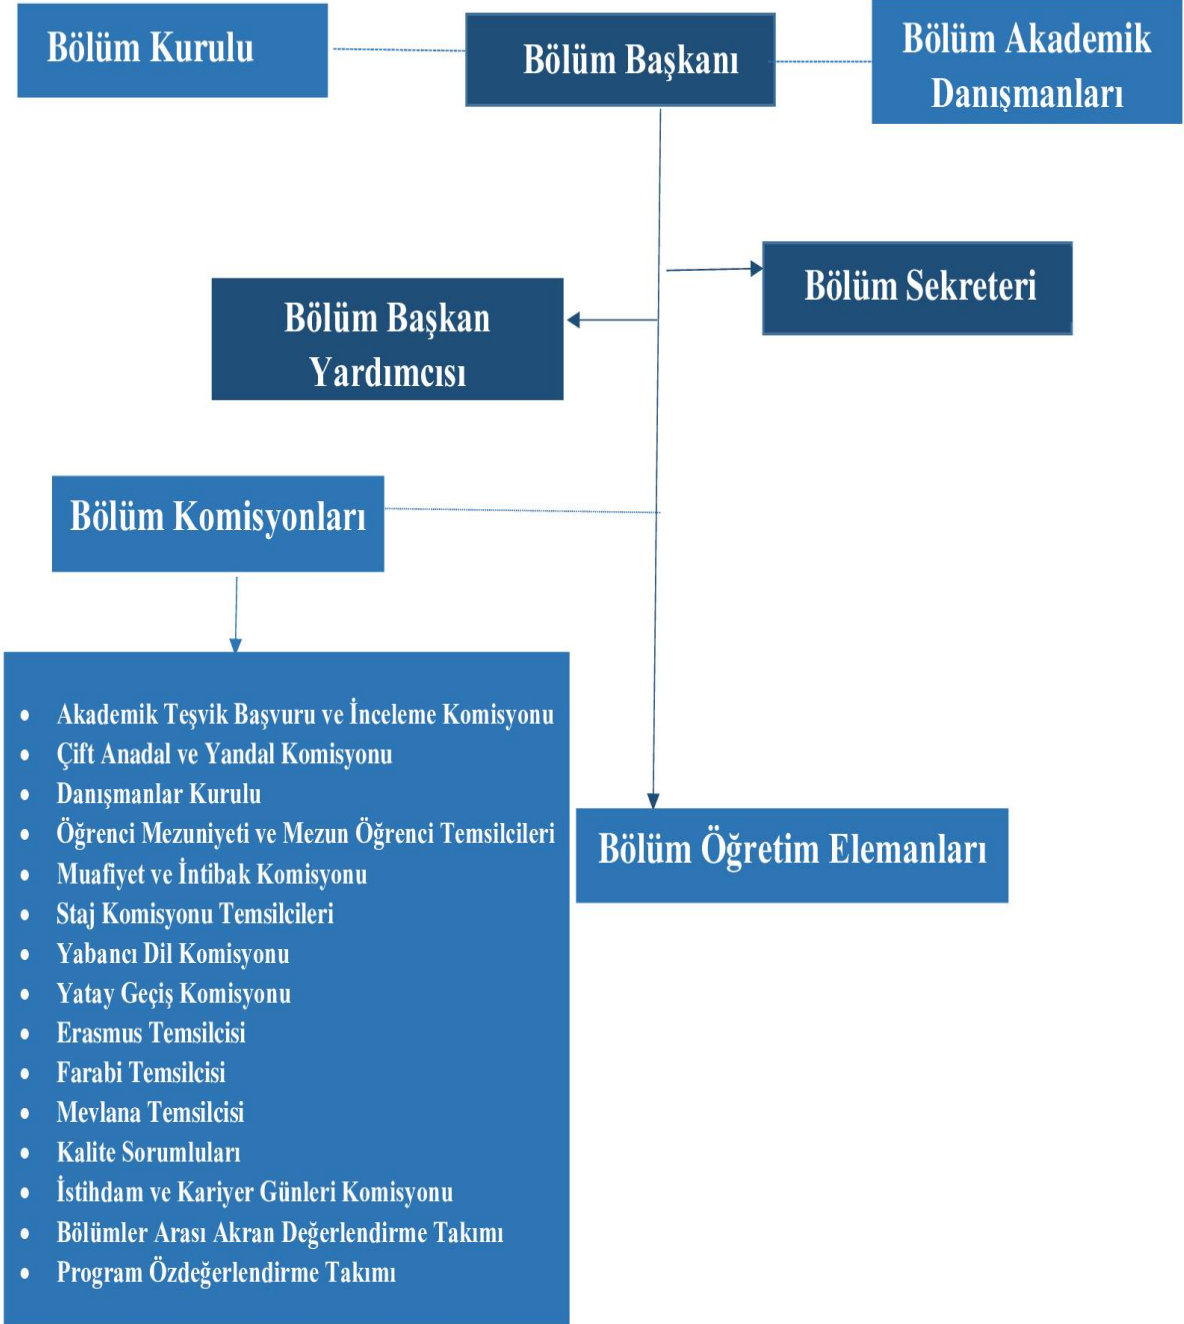 Bölüm Kurulu
Bölüm Başkanı
Bölüm Akademik
Danışmanları
Bölüm Sekreteri
Bölüm Başkan
Yardımcısı
Bölüm Komisyonları
• Akademik Teşvik Başvuru ve İnceleme Komisyonu
• Çift Anadal ve Yandal Komisyonu
• Danışmanlar Kurulu
• Öğrenci Mezuniyeti ve Mezun Öğrenci Temsilcileri
• Muafiyet ve İntibak Komisyonu
• Staj Komisyonu Temsilcileri
• Yabancı Dil Komisyonu
• Yatay Geçiş Komisyonu
• Erasmus Temsilcisi
• Farabi Temsilcisi
• Mevlana Temsilcisi
• Kalite Sorumluları
• İstihdam ve Kariyer Günleri Komisyonu
• Bölümler Arası Akran Değerlendirme Takımı
• Program Özdeğerlendirme Takımı
Bölüm Öğretim Elemanları